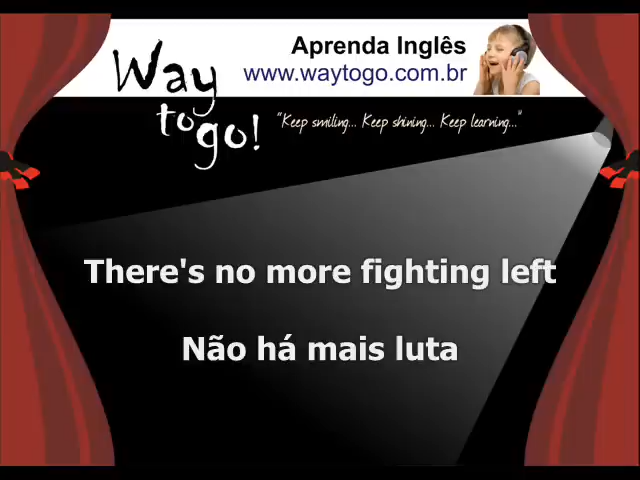 Way
to go!
Aprenda Inglês
www.waytogo.com.br
"Keep smiling... Keep shining... Keep learning..."
There's no more fighting left
Não há mais luta